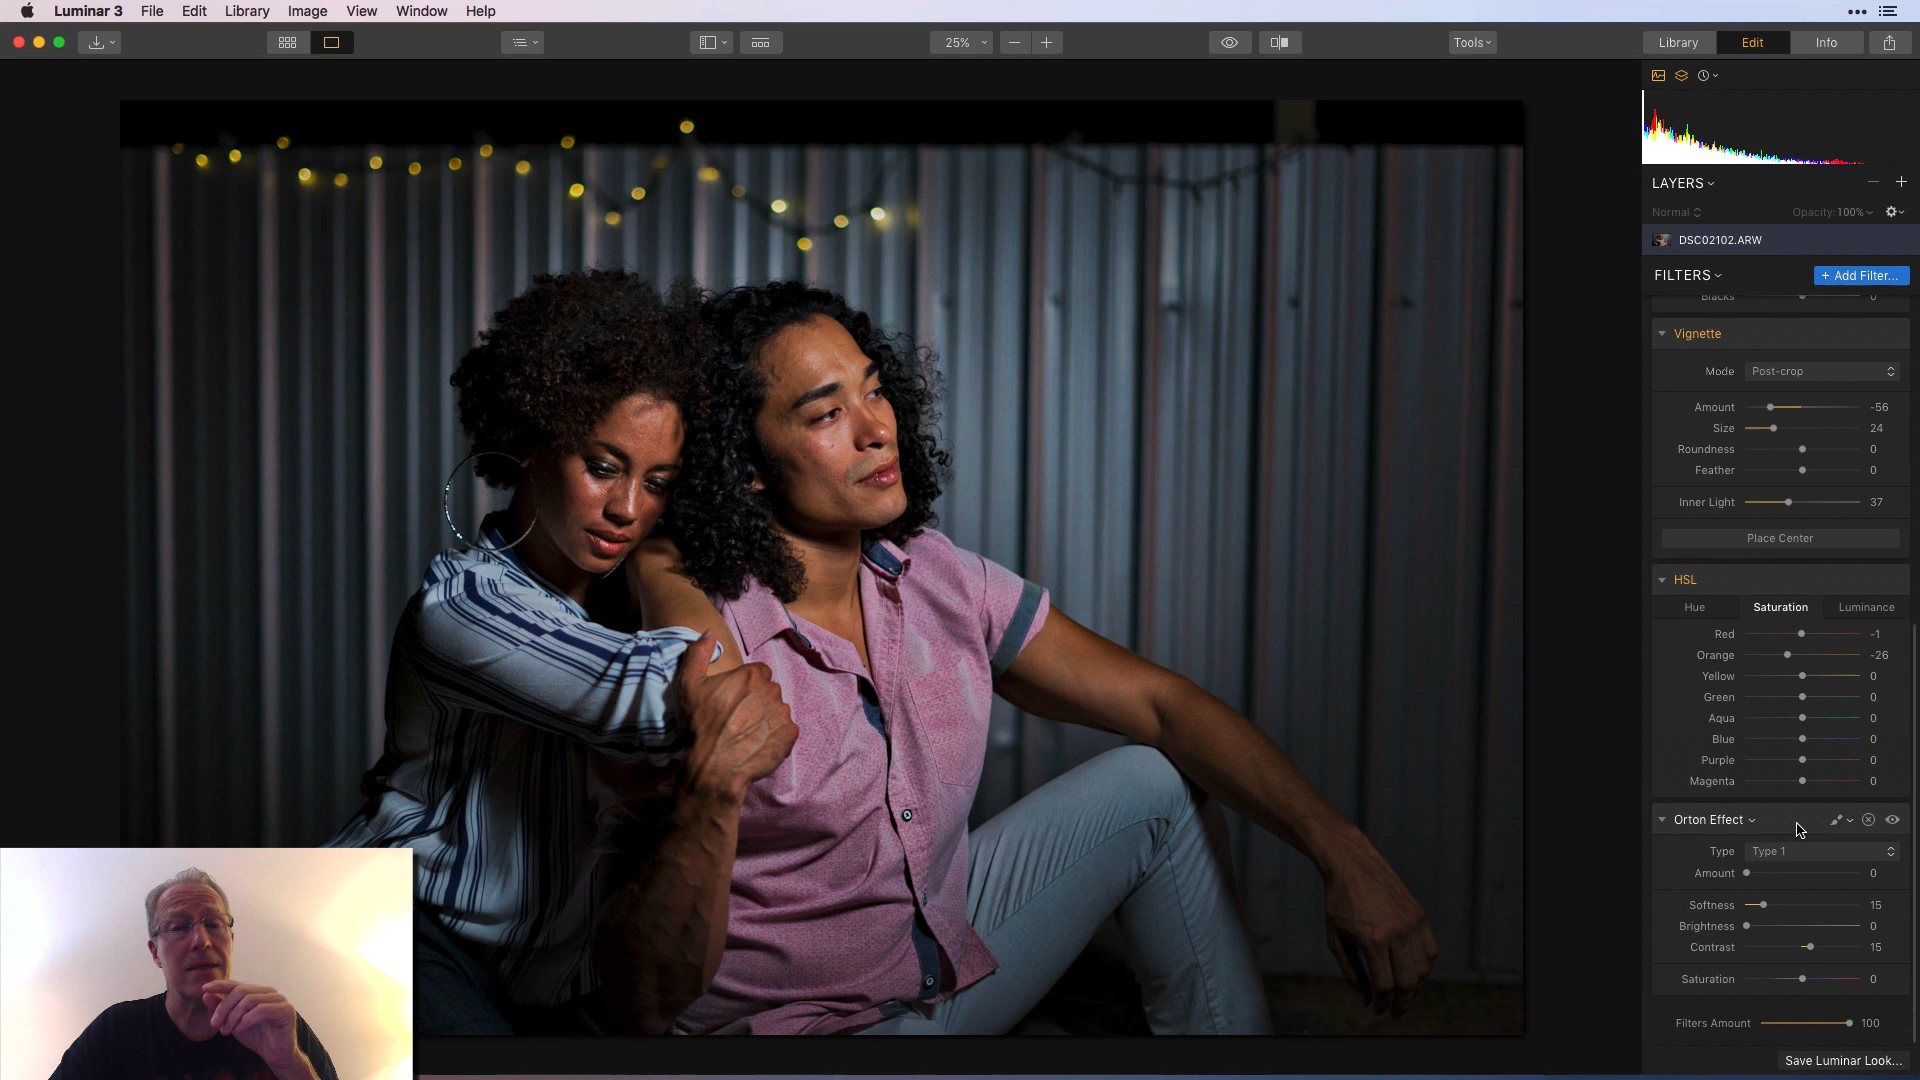 Luminar 3 File Edit Library Image View Window Help
25% Tools Library Edit Info
LAYERS
Normal Opacity: 100%
DSC02102.ARW
FILTERS + Add Filter...
Blacks 0
Vignette
Mode Post-crop
Amount -56
Size 24
Roundness 0
Feather 0
Inner Light 37
Place Center
HSL
Hue Saturation Luminance
Red -1
Orange -26
Yellow 0
Green 0
Aqua 0
Blue 0
Purple 0
Magenta 0
Orton Effect
Type Type 1
Amount 0
Softness 15
Brightness 0
Contrast 15
Saturation 0
Filters Amount 100
Save Luminar Look...